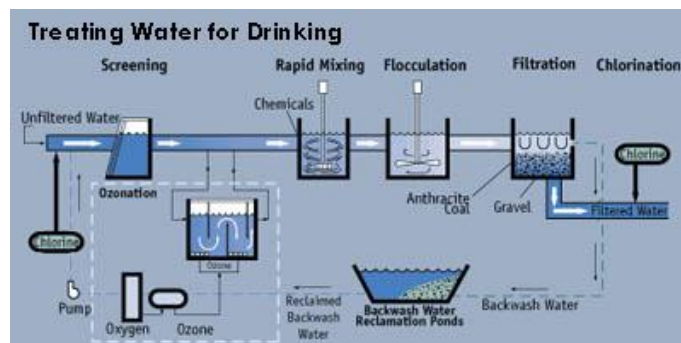 Treating Water for Drinking
Screening
Rapid Mixing
Flocculation
Filtration
Chlorination
Chemicals
Unfiltered Water
Chlorine
Ozonation
Anthracite
Coal
Gravel
Filtered Water
Chlorine
Ozone
Pump
Oxygen
Ozone
Reclaimed
Backwash
Water
Backwash Water
Reclamation Ponds
Backwash Water